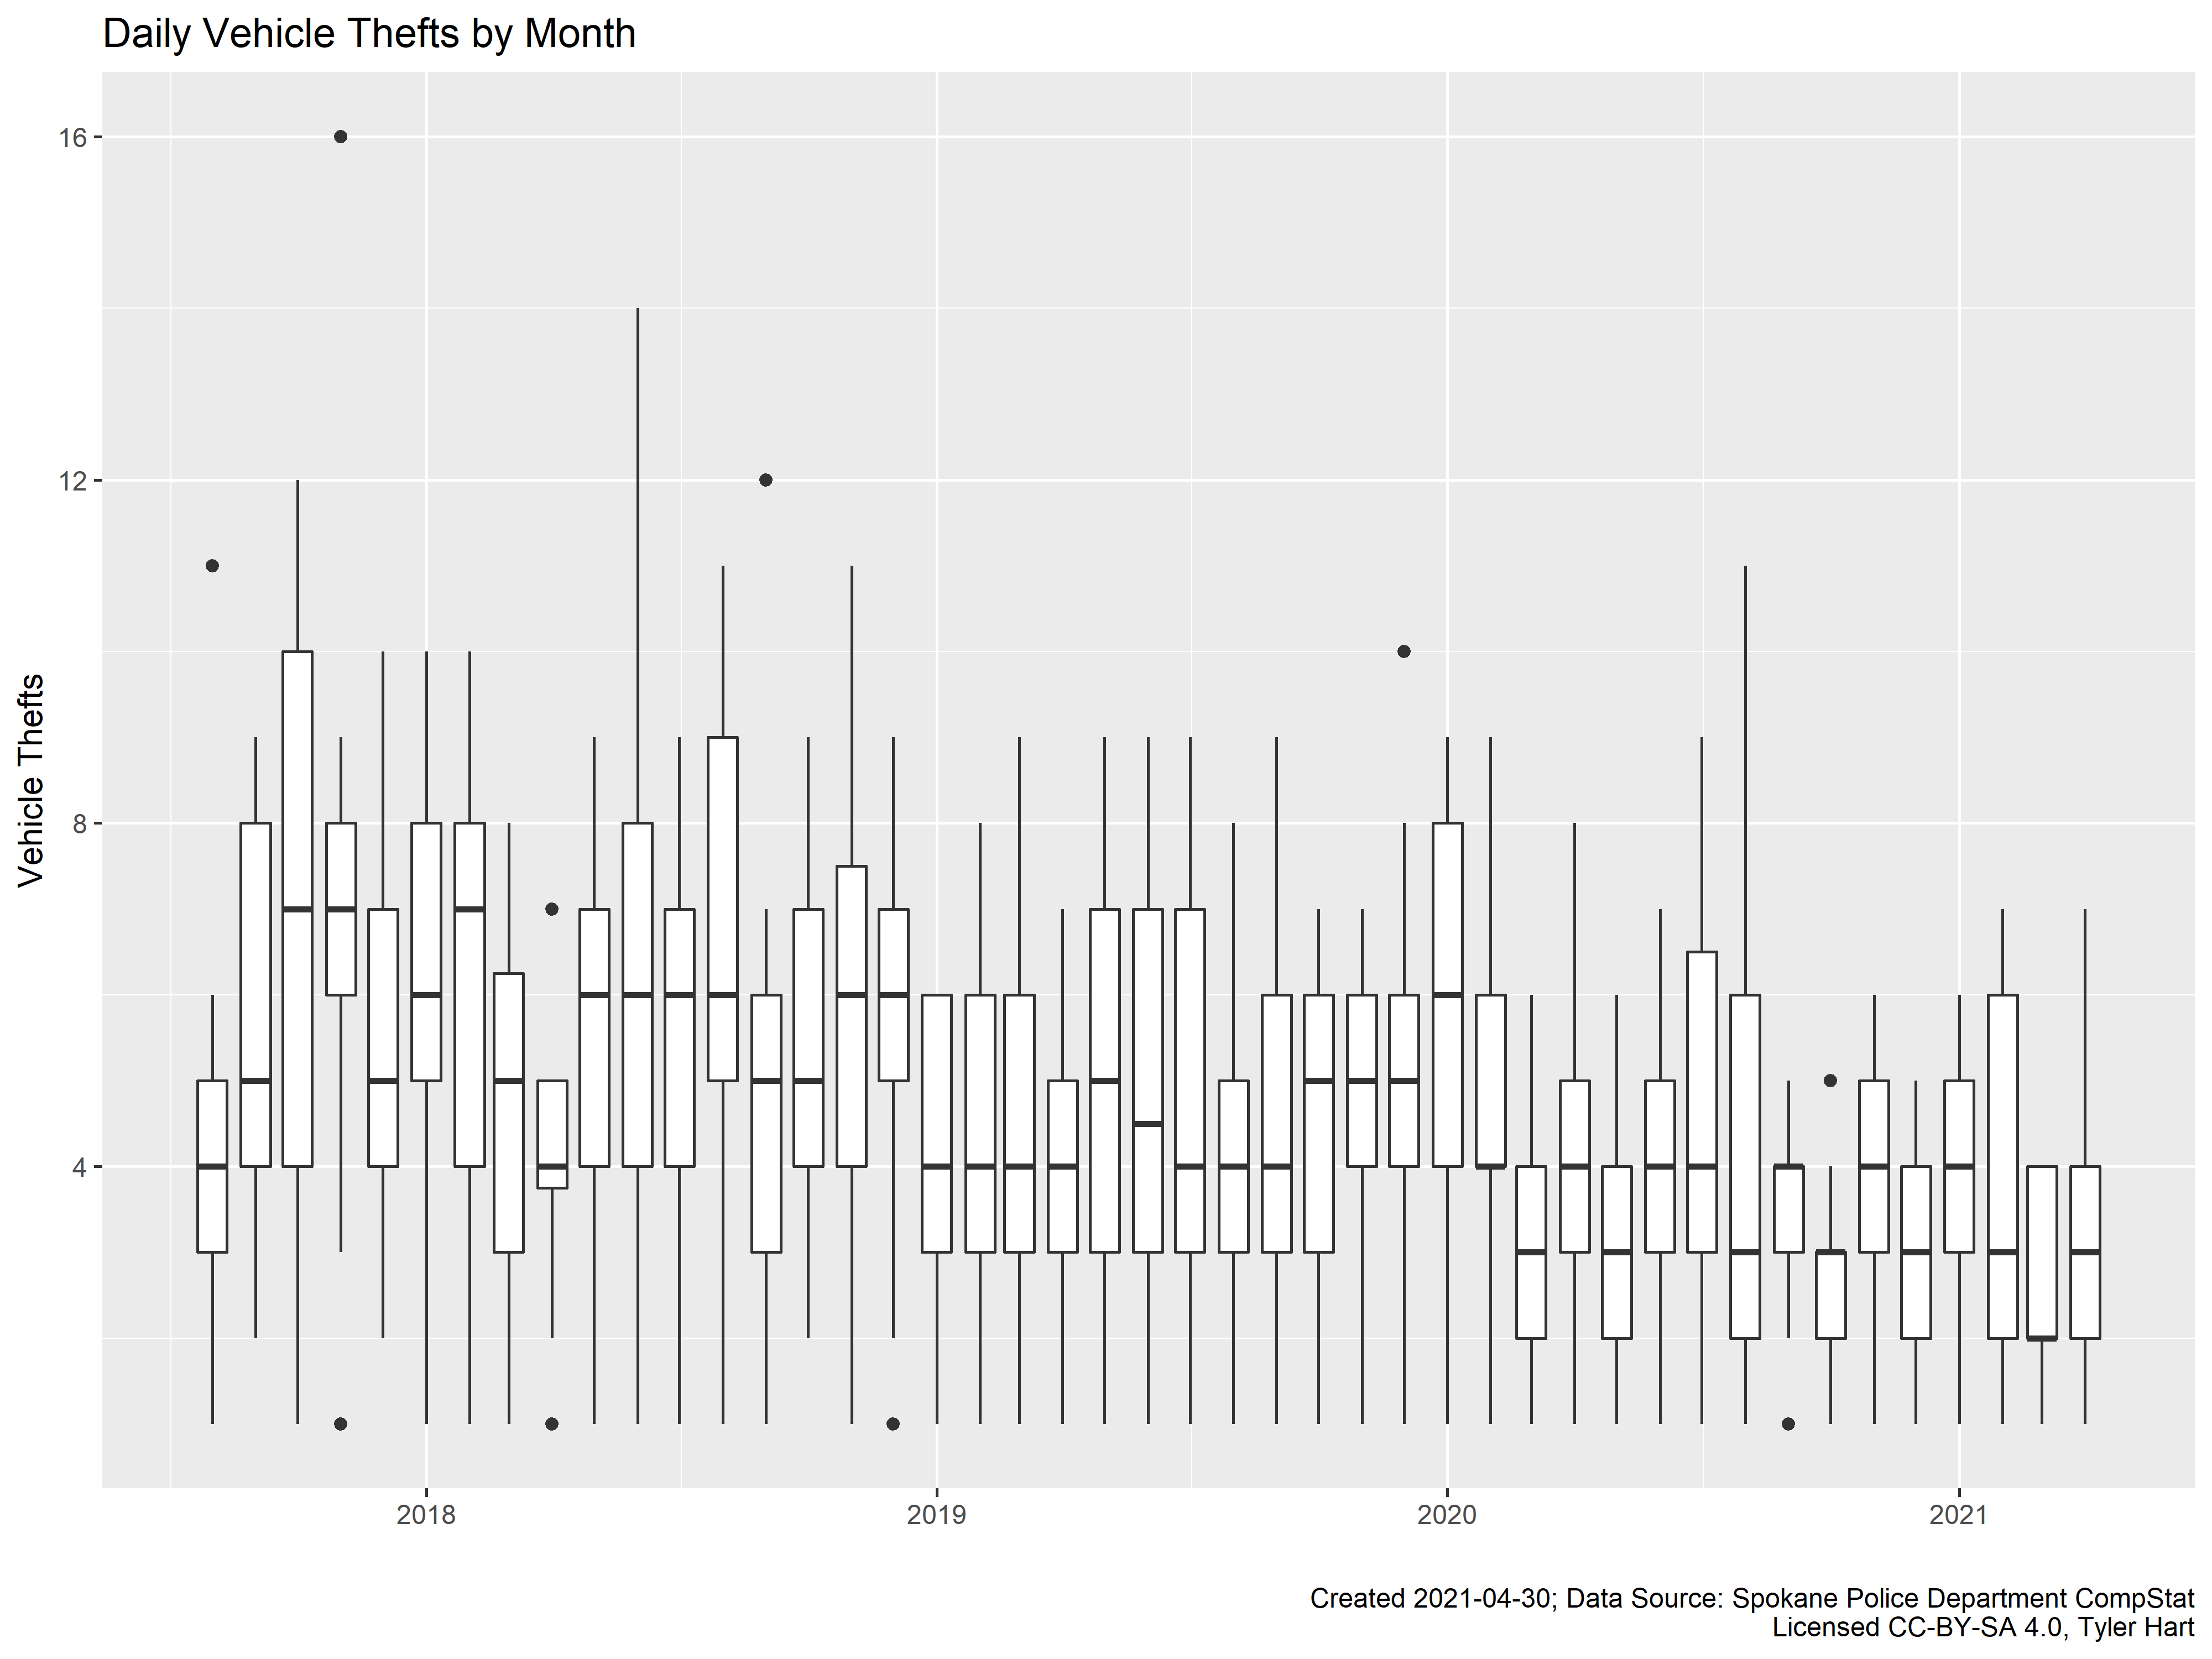 Daily Vehicle Thefts by Month
Vehicle Thefts
16
12
8
4
2018
2019
2020
2021
Created 2021-04-30; Data Source: Spokane Police Department CompStat
Licensed CC-BY-SA 4.0, Tyler Hart